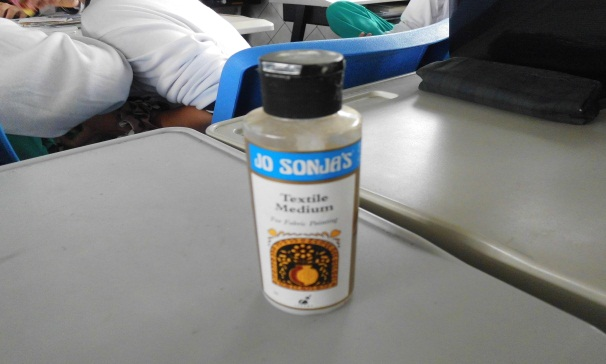 JO SONJA'S
Textile
Medium
For Fabric Painting